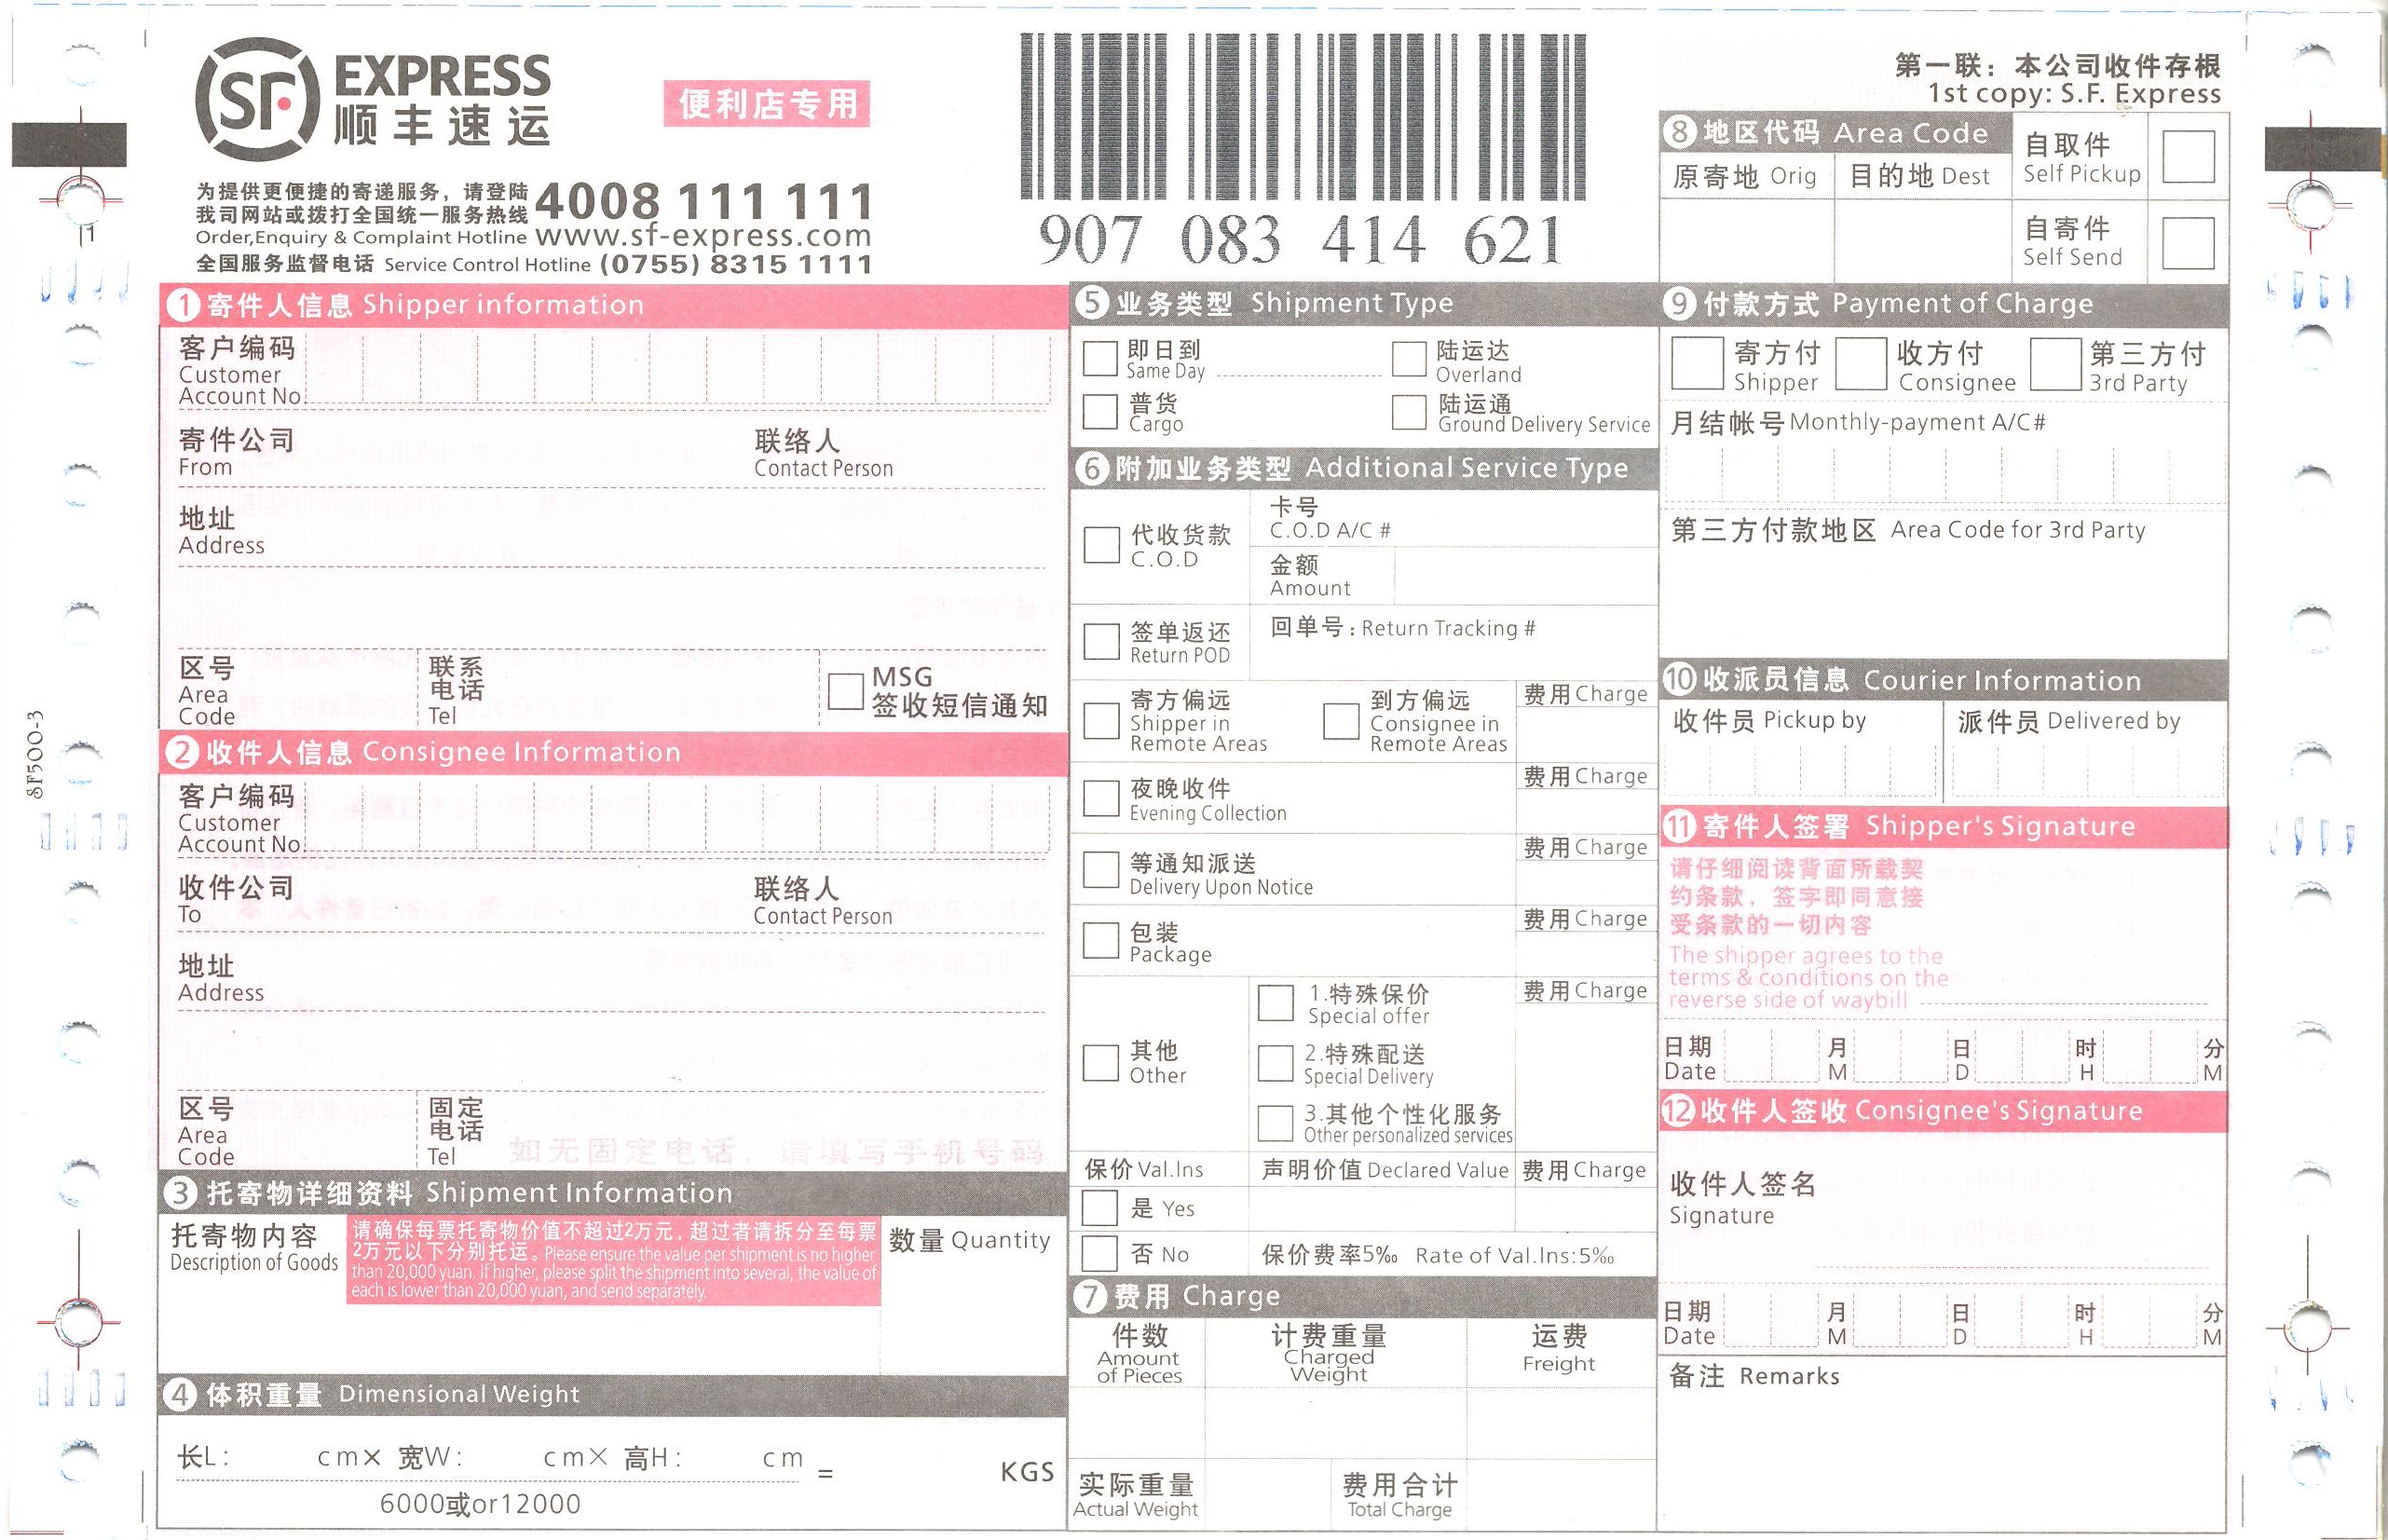 SF EXPRESS
顺丰速运
便利店专用
为提供更便捷的寄递服务，请登陆
我司网站或拨打全国统一服务热线 4008 111 111
Order,Enquiry & Complaint Hotline www.sf-express.com
全国服务监督电话 Service Control Hotline (0755) 8315 1111
907 083 414 621
第一联：本公司收件存根
1st copy: S.F. Express
1
SF500-3
1 寄件人信息 Shipper information
客户编码
Customer
Account No.
寄件公司 联络人
From Contact Person
地址
Address
区号 联系
Area 电话
Code Tel
MSG
签收短信通知
2 收件人信息 Consignee Information
客户编码
Customer
Account No.
收件公司 联络人
To Contact Person
地址
Address
区号 固定
Area 电话
Code Tel
如无固定电话，请填写手机号码
3 托寄物详细资料 Shipment Information
托寄物内容
Description of Goods
请确保每票托寄物价值不超过2万元，超过者请拆分至每票
2万元以下分别托运。Please ensure the value per shipment is no higher
than 20,000 yuan. If higher, please split the shipment into several, the value of
each is lower than 20,000 yuan, and send separately.
数量 Quantity
4 体积重量 Dimensional Weight
长L: cm× 宽W: cm× 高H: cm = KGS
6000或or12000
5 业务类型 Shipment Type
即日到 陆运达
Same Day Overland
普货 陆运通
Cargo Ground Delivery Service
6 附加业务类型 Additional Service Type
代收货款
C.O.D
卡号
C.O.D A/C #
金额
Amount
签单返还
Return POD
回单号：Return Tracking #
寄方偏远
Shipper in
Remote Areas
到方偏远
Consignee in
Remote Areas
费用 Charge
夜晚收件
Evening Collection
费用 Charge
等通知派送
Delivery Upon Notice
费用 Charge
包装
Package
费用 Charge
其他
Other
1.特殊保价
Special offer
2.特殊配送
Special Delivery
3.其他个性化服务
Other personalized services
费用 Charge
保价 Val.Ins 声明价值 Declared Value 费用 Charge
是 Yes
否 No 保价费率5‰ Rate of Val.Ins:5‰
7 费用 Charge
件数 计费重量 运费
Amount Charged Freight
of Pieces Weight
实际重量 费用合计
Actual Weight Total Charge
8 地区代码 Area Code
原寄地 Orig 目的地 Dest
自取件
Self Pickup
自寄件
Self Send
9 付款方式 Payment of Charge
寄方付 收方付 第三方付
Shipper Consignee 3rd Party
月结帐号 Monthly-payment A/C#
第三方付款地区 Area Code for 3rd Party
10 收派员信息 Courier Information
收件员 Pickup by 派件员 Delivered by
11 寄件人签署 Shipper's Signature
请仔细阅读背面所载契
约条款，签字即同意接
受条款的一切内容
The shipper agrees to the
terms & conditions on the
reverse side of waybill
日期 月 日 时 分
Date M D H M
12 收件人签收 Consignee's Signature
收件人签名
Signature
日期 月 日 时 分
Date M D H M
备注 Remarks